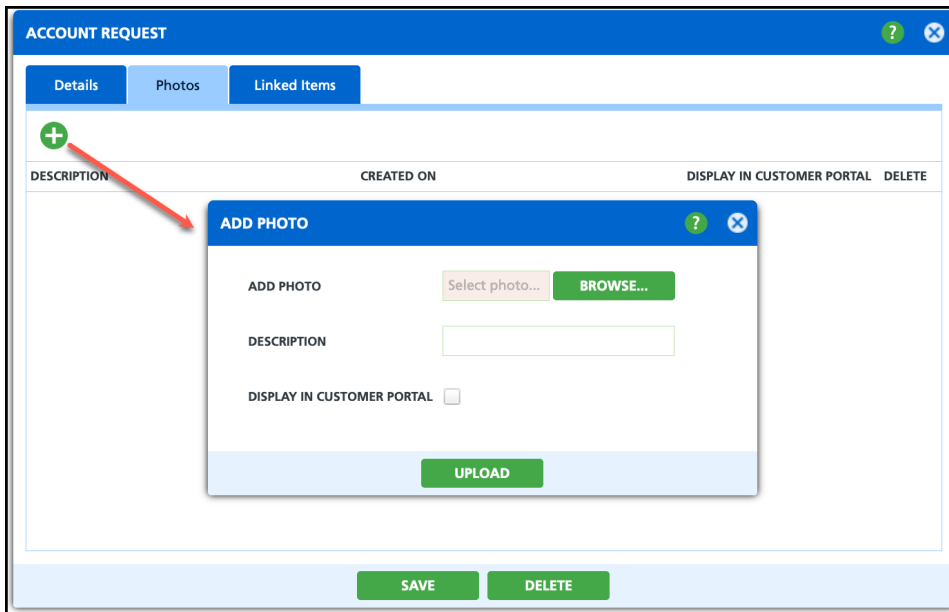 ACCOUNT REQUEST ?
Details Photos Linked Items
DESCRIPTION CREATED ON DISPLAY IN CUSTOMER PORTAL DELETE
ADD PHOTO ?
ADD PHOTO Select photo... BROWSE...
DESCRIPTION
DISPLAY IN CUSTOMER PORTAL
UPLOAD
SAVE DELETE